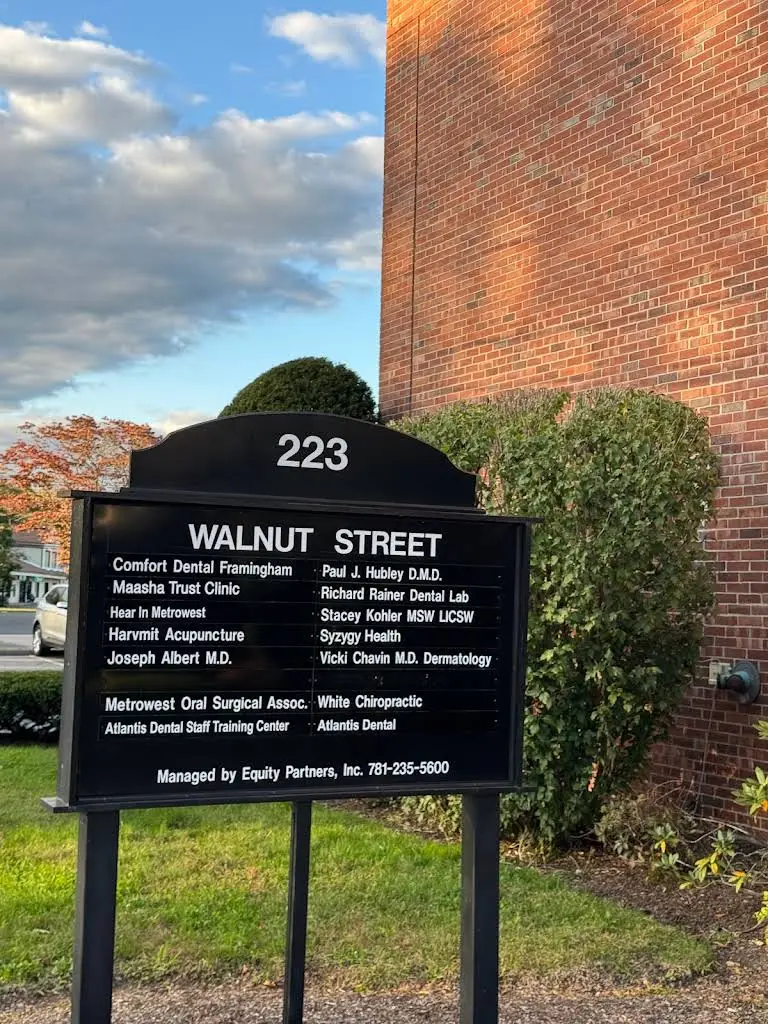 223
WALNUT STREET
Comfort Dental Framingham
Maasha Trust Clinic
Hear In Metrowest
Harvmit Acupuncture
Joseph Albert M.D.
Metrowest Oral Surgical Assoc.
Atlantis Dental Staff Training Center
Paul J. Hubley D.M.D.
Richard Rainer Dental Lab
Stacey Kohler MSW LICSW
Syzygy Health
Vicki Chavin M.D. Dermatology
White Chiropractic
Atlantis Dental
Managed by Equity Partners, Inc. 781-235-5600